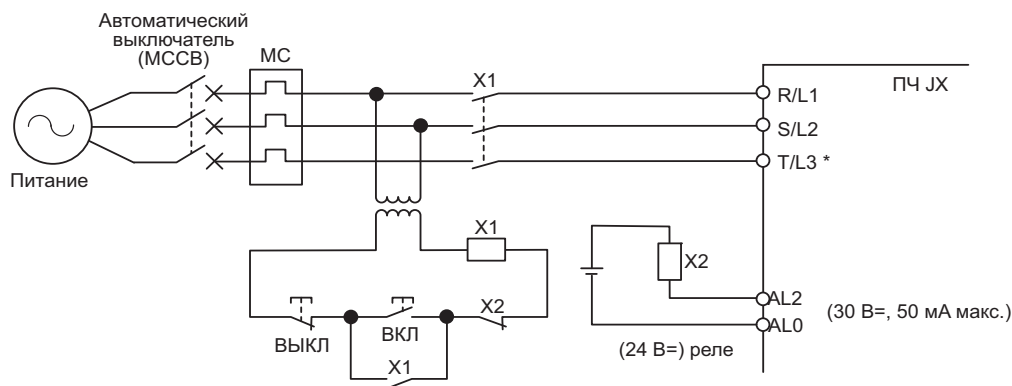 Автоматический
выключатель
(MCCB)
MC
X1
ПЧ JX
R/L1
S/L2
T/L3 *
Питание
X1
X2
X2
AL2
(30 В=, 50 мА макс.)
AL0
ВЫКЛ
ВКЛ
(24 В=) реле
X1